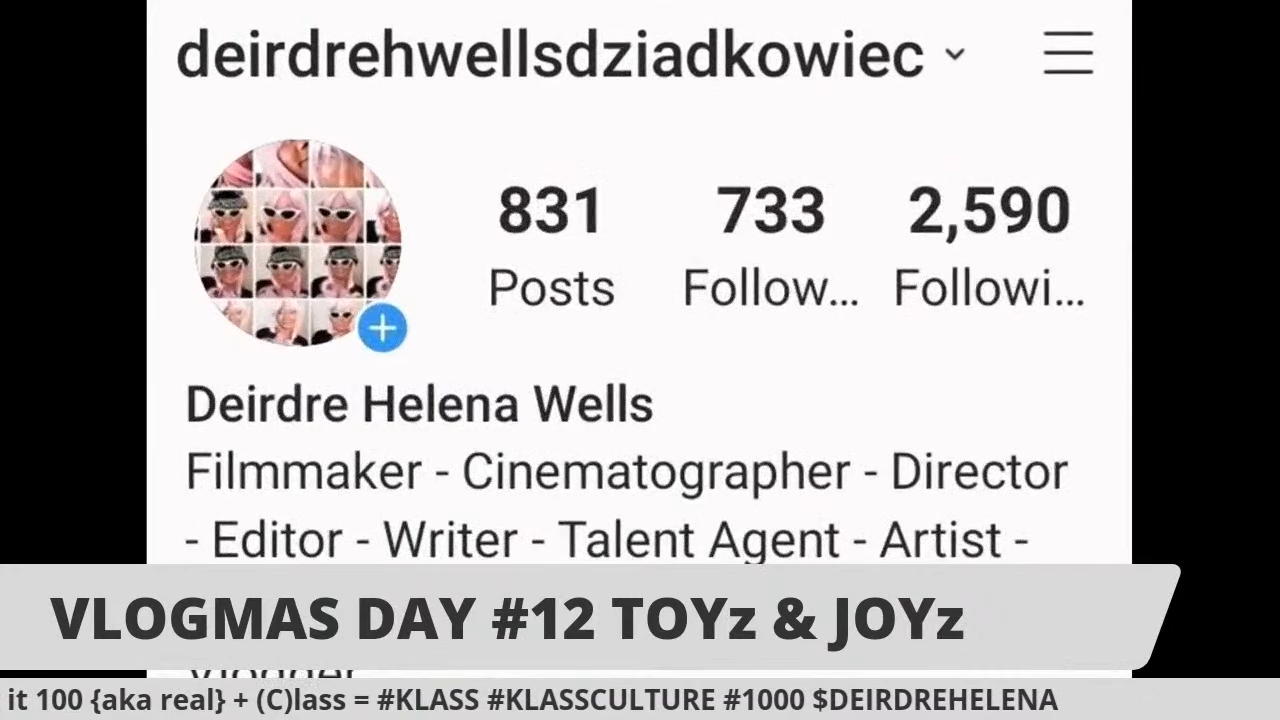 deirdrehwellsdziadkowiec
831 733 2,590
Posts Follow... Followi...
Deirdre Helena Wells
Filmmaker - Cinematographer - Director
- Editor - Writer - Talent Agent - Artist -
VLOGMAS DAY #12 TOYz & JOYz
Vlogger
it 100 {aka real} + (C)lass = #KLASS #KLASSCULTURE #1000 $DEIRDREHELENA